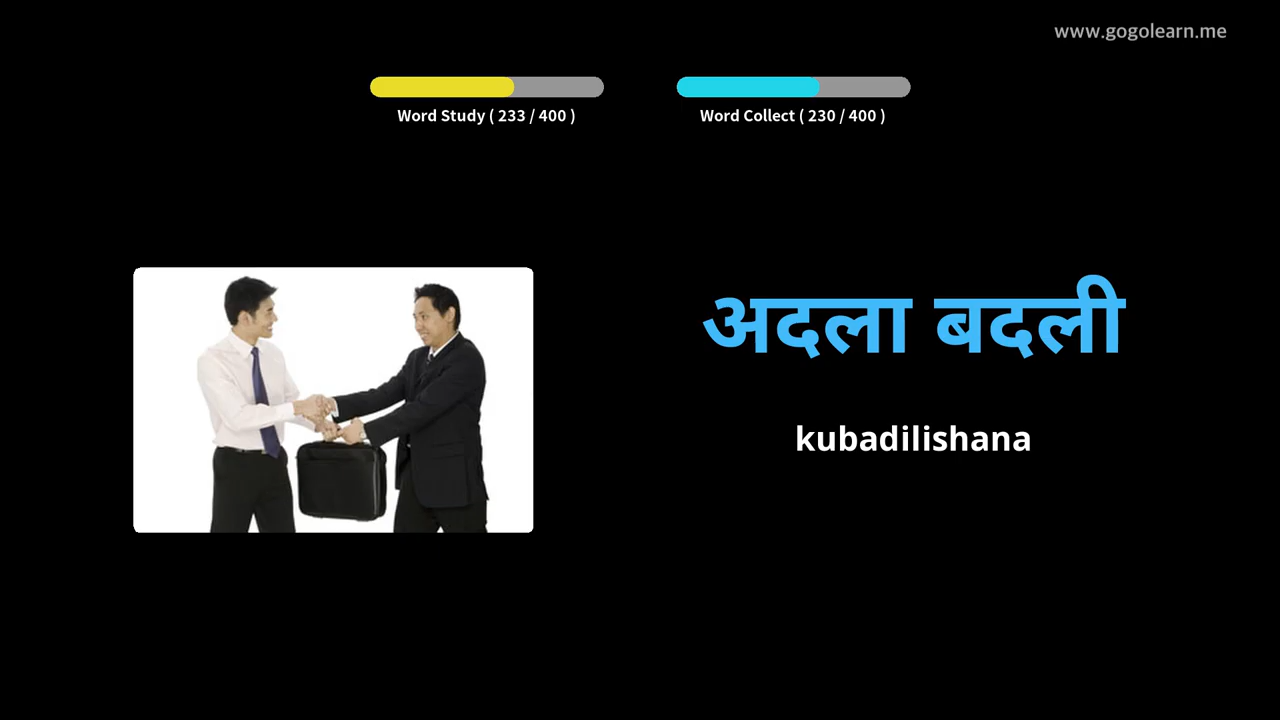 www.gogolearn.me
Word Study ( 233 / 400 )
Word Collect ( 230 / 400 )
अदला बदली
kubadilishana